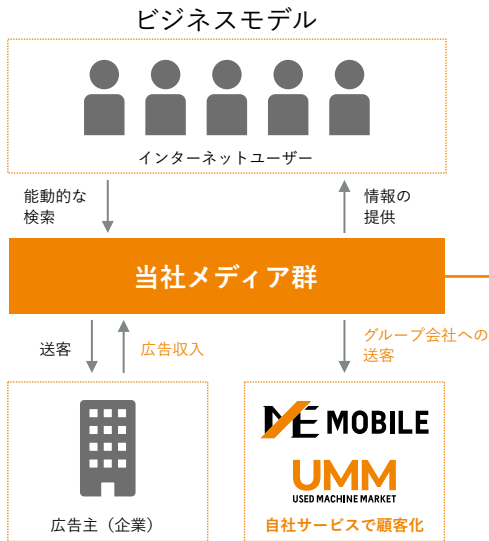 ビジネスモデル
インターネットユーザー
能動的な
検索
情報の
提供
当社メディア群
送客
広告収入
グループ会社への
送客
MOBILE
UMM
USED MACHINE MARKET
広告主（企業）
自社サービスで顧客化